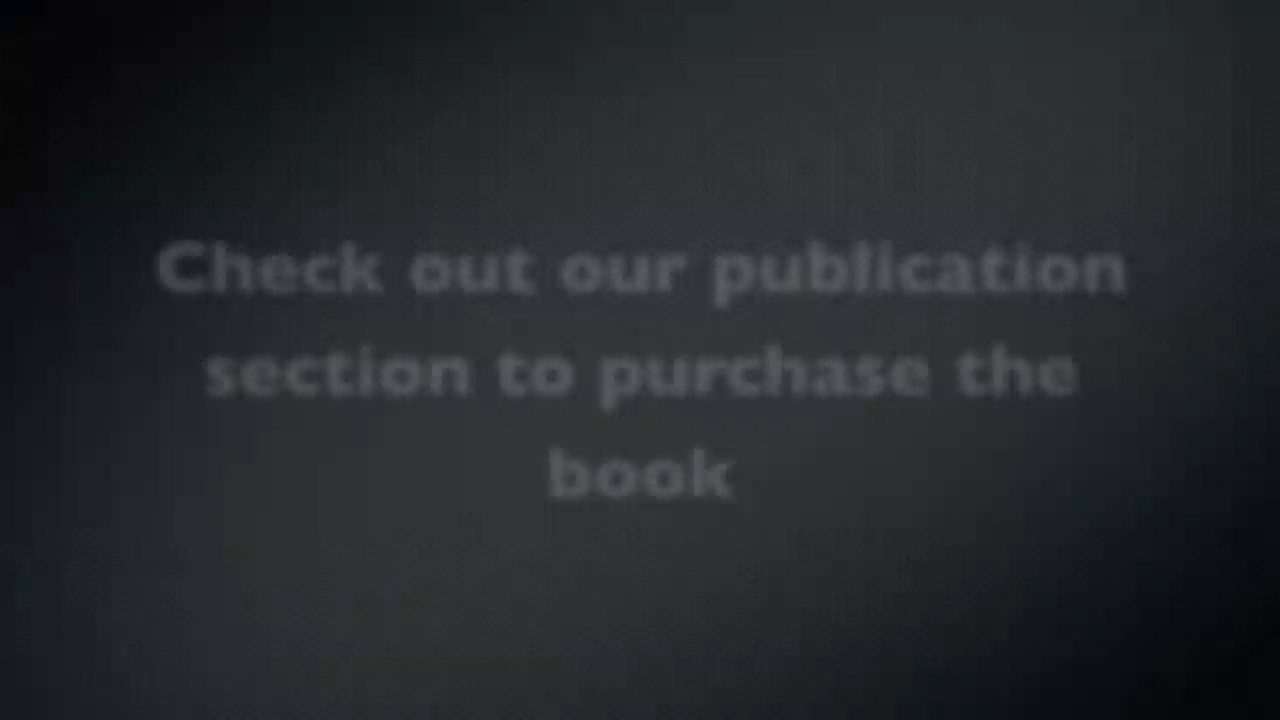 Check out our publication
section to purchase the
book